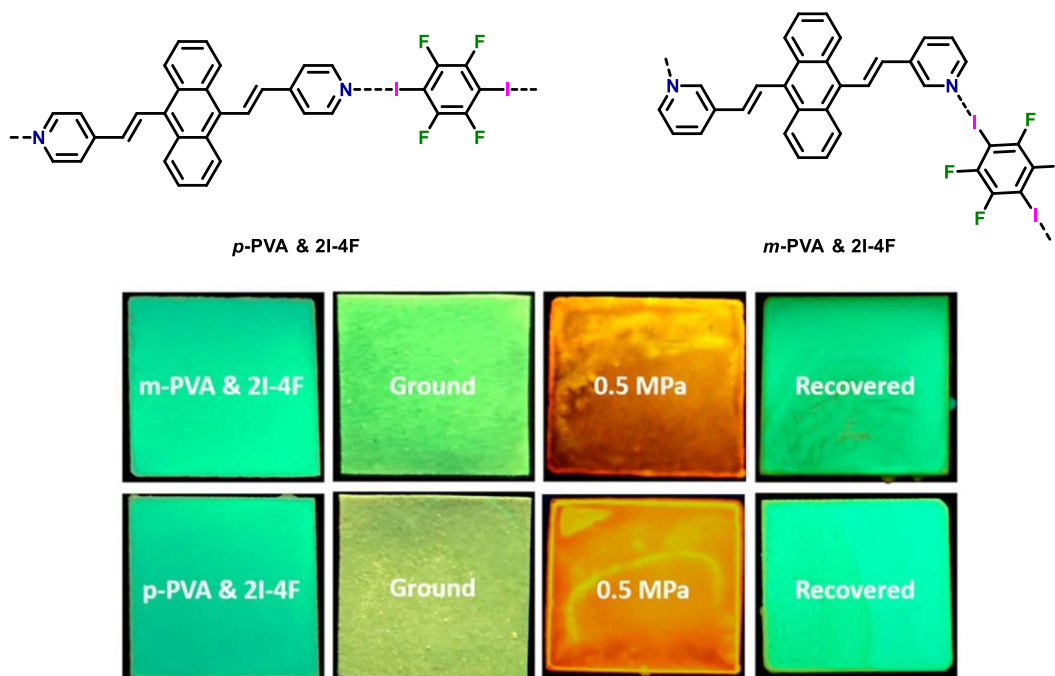 F F
N I I
N F F
N N
I F
F
F I
p-PVA & 2I-4F
m-PVA & 2I-4F
m-PVA & 2I-4F
Ground
0.5 MPa
Recovered
p-PVA & 2I-4F
Ground
0.5 MPa
Recovered